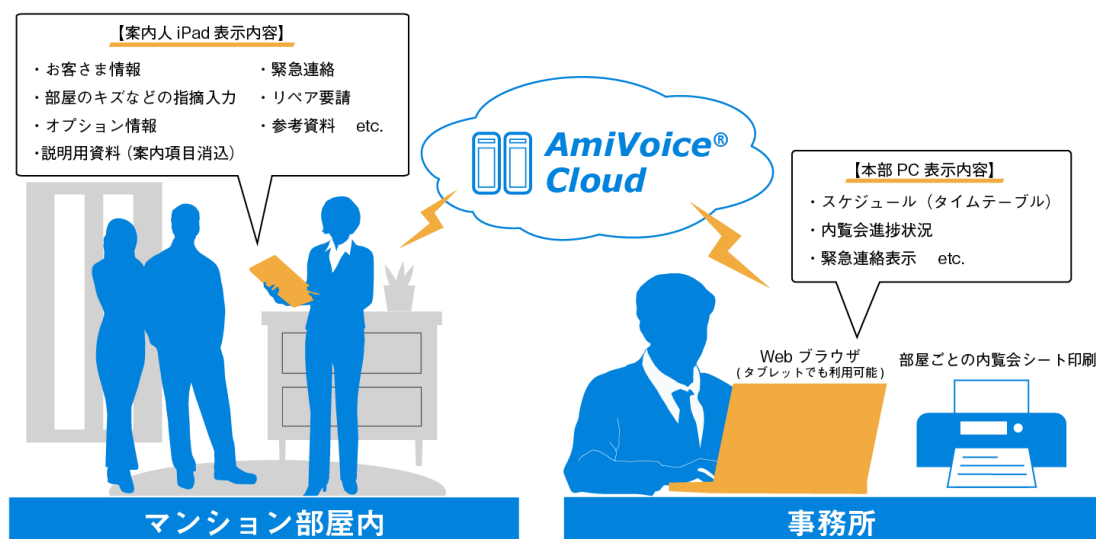 【案内人 iPad 表示内容】
・お客さま情報
・部屋のキズなどの指摘入力
・オプション情報
・説明用資料（案内項目消込）
・緊急連絡
・リペア要請
・参考資料　etc.
AmiVoice®
Cloud
【本部 PC 表示内容】
・スケジュール（タイムテーブル）
・内覧会進捗状況
・緊急連絡表示　etc.
Web ブラウザ
(タブレットでも利用可能)
部屋ごとの内覧会シート印刷
マンション部屋内
事務所